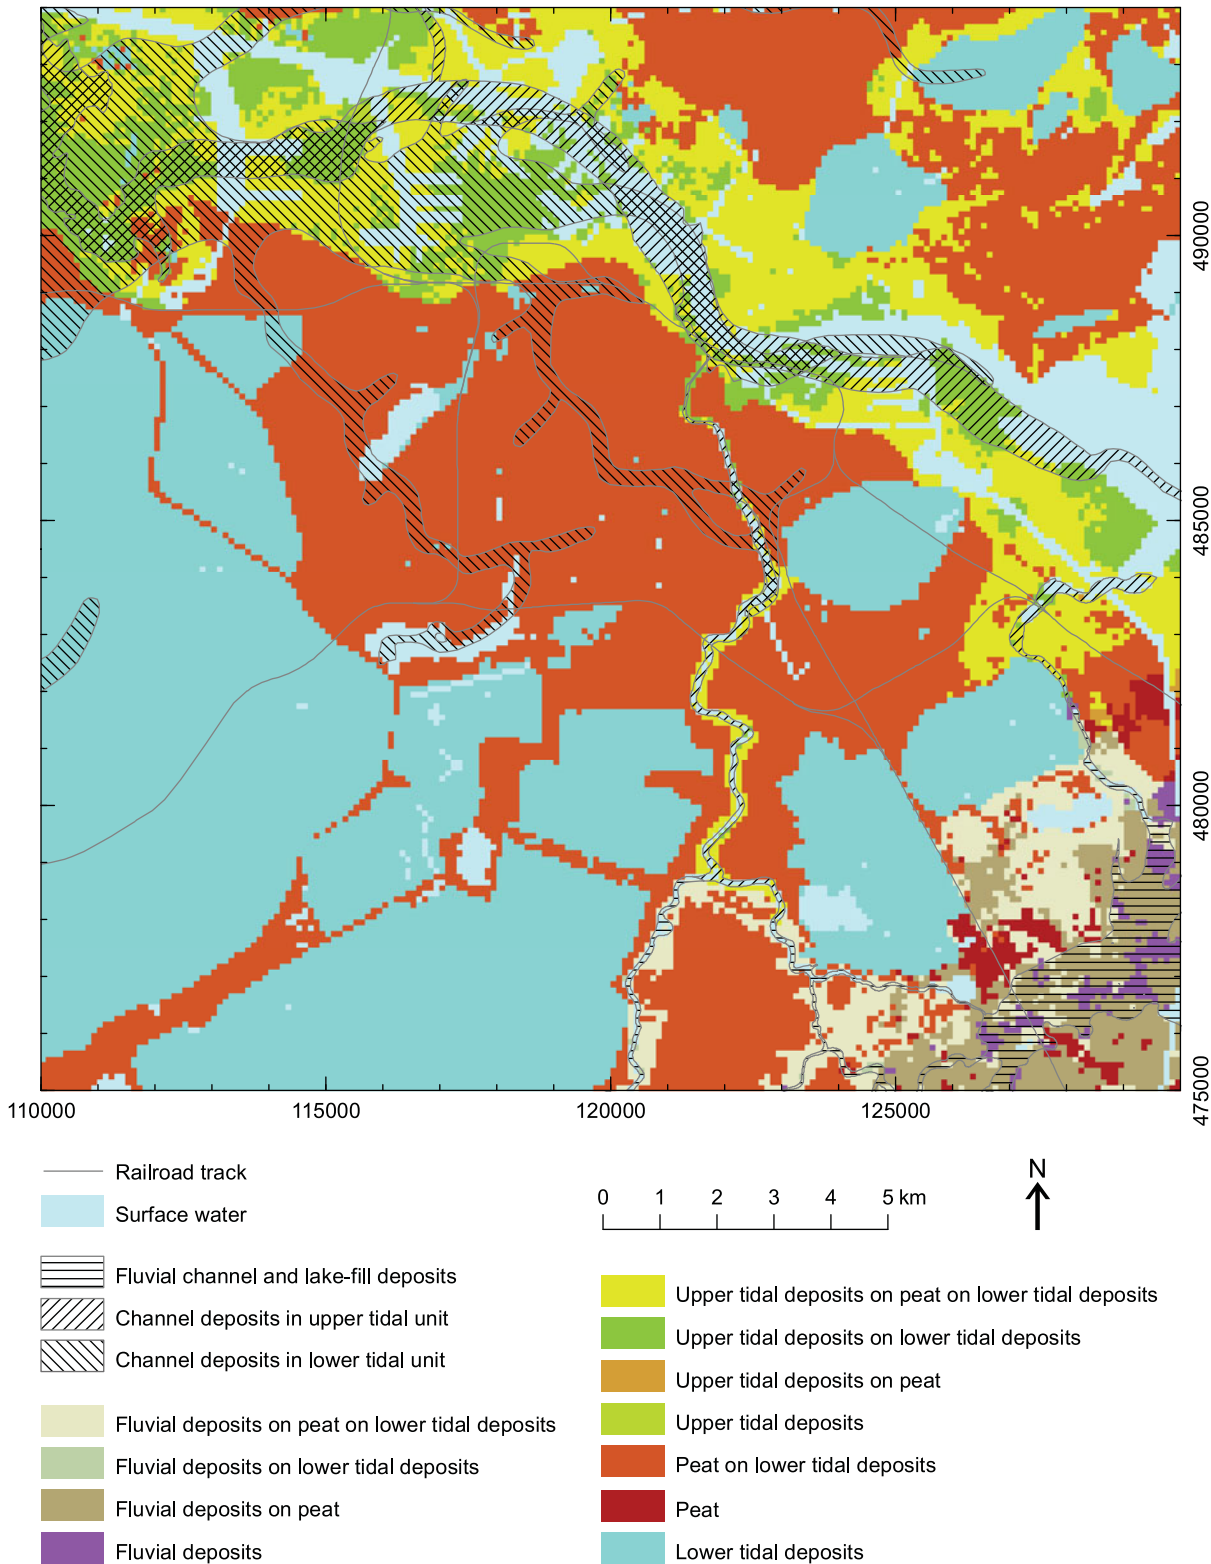 490000
485000
480000
475000
110000
115000
120000
125000
Railroad track
Surface water
Fluvial channel and lake-fill deposits
Channel deposits in upper tidal unit
Channel deposits in lower tidal unit
Fluvial deposits on peat on lower tidal deposits
Fluvial deposits on lower tidal deposits
Fluvial deposits on peat
Fluvial deposits
0 1 2 3 4 5 km
N
Upper tidal deposits on peat on lower tidal deposits
Upper tidal deposits on lower tidal deposits
Upper tidal deposits on peat
Upper tidal deposits
Peat on lower tidal deposits
Peat
Lower tidal deposits